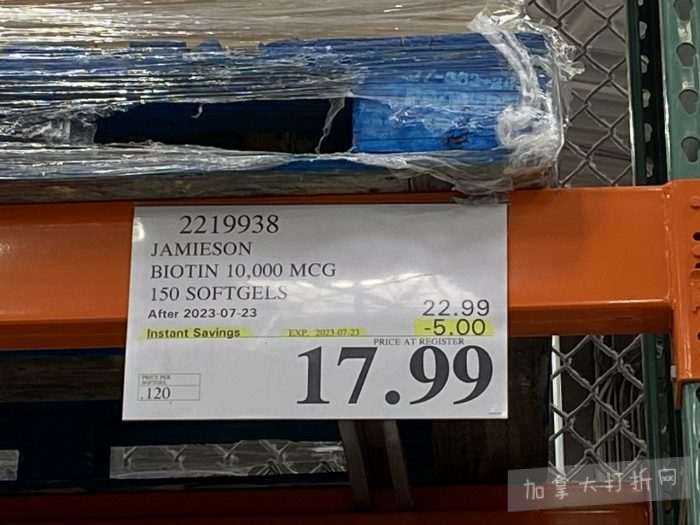 2219938
JAMIESON
BIOTIN 10,000 MCG
150 SOFTGELS
After 2023-07-23 22.99
Instant Savings EXP. 2023-07-23 -5.00
PRICE AT REGISTER
17.99
PRICE PER
SOFTGEL
.120
加拿大打折网